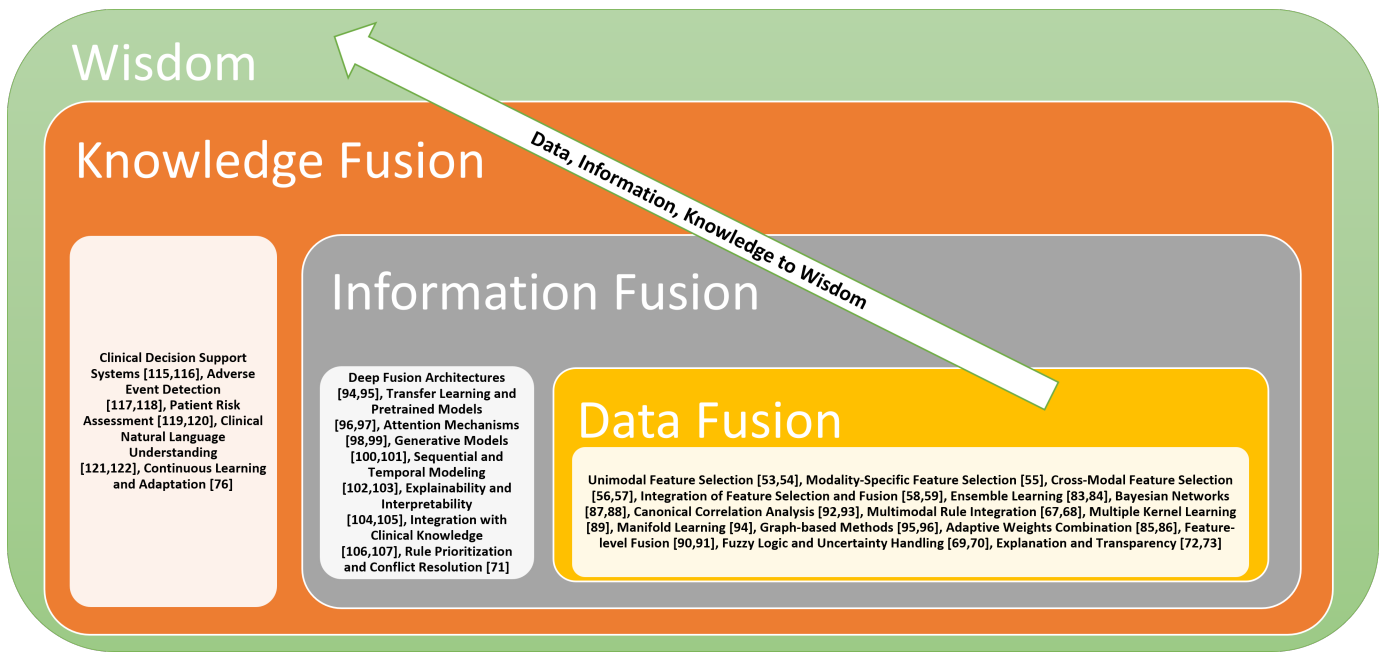 Wisdom
Knowledge Fusion
Data, Information, Knowledge to Wisdom
Information Fusion
Clinical Decision Support
Systems [115,116], Adverse
Event Detection
[117,118], Patient Risk
Assessment [119,120], Clinical
Natural Language
Understanding
[121,122], Continuous Learning
and Adaptation [76]
Deep Fusion Architectures
[94,95], Transfer Learning and
Pretrained Models
[96,97], Attention Mechanisms
[98,99], Generative Models
[100,101], Sequential and
Temporal Modeling
[102,103], Explainability and
Interpretability
[104,105], Integration with
Clinical Knowledge
[106,107], Rule Prioritization
and Conflict Resolution [71]
Data Fusion
Unimodal Feature Selection [53,54], Modality-Specific Feature Selection [55], Cross-Modal Feature Selection
[56,57], Integration of Feature Selection and Fusion [58,59], Ensemble Learning [83,84], Bayesian Networks
[87,88], Canonical Correlation Analysis [92,93], Multimodal Rule Integration [67,68], Multiple Kernel Learning
[89], Manifold Learning [94], Graph-based Methods [95,96], Adaptive Weights Combination [85,86], Feature-
level Fusion [90,91], Fuzzy Logic and Uncertainty Handling [69,70], Explanation and Transparency [72,73]